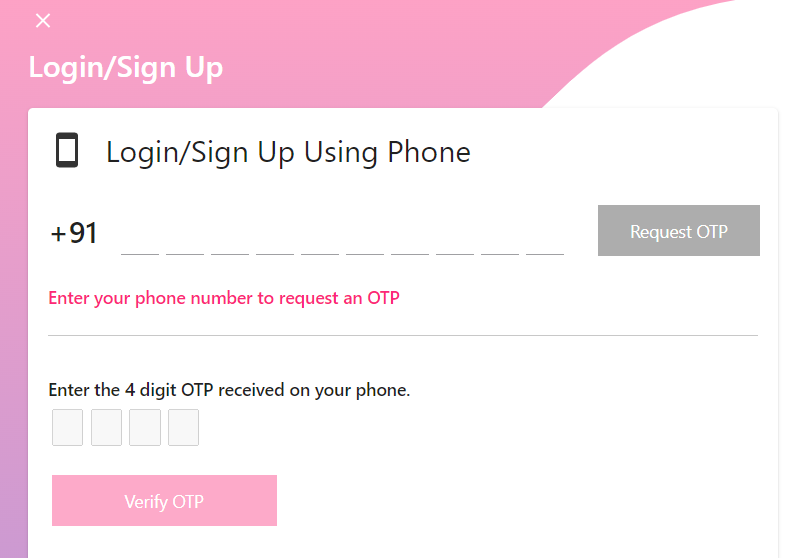 Login/Sign Up
Login/Sign Up Using Phone
+91
Request OTP
Enter your phone number to request an OTP
Enter the 4 digit OTP received on your phone.
Verify OTP